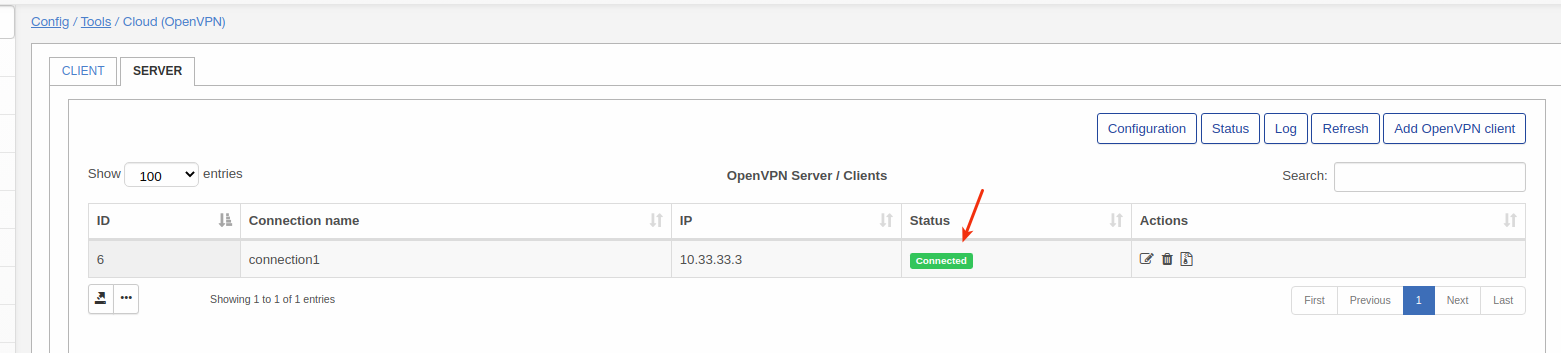 Config / Tools / Cloud (OpenVPN)
CLIENT SERVER
Configuration Status Log Refresh Add OpenVPN client
Show 100 entries OpenVPN Server / Clients Search:
ID Connection name IP Status Actions
6 connection1 10.33.33.3 Connected
Showing 1 to 1 of 1 entries First Previous 1 Next Last